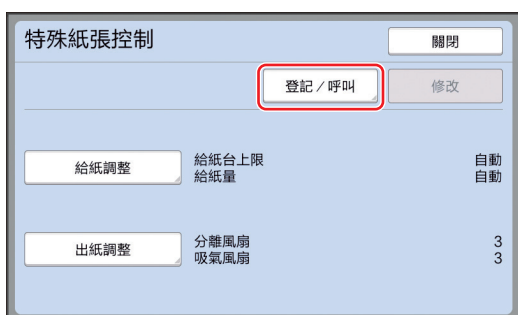 特殊紙張控制
關閉
登記／呼叫
修改
給紙調整
給紙台上限 自動
給紙量 自動
出紙調整
分離風扇 3
吸氣風扇 3